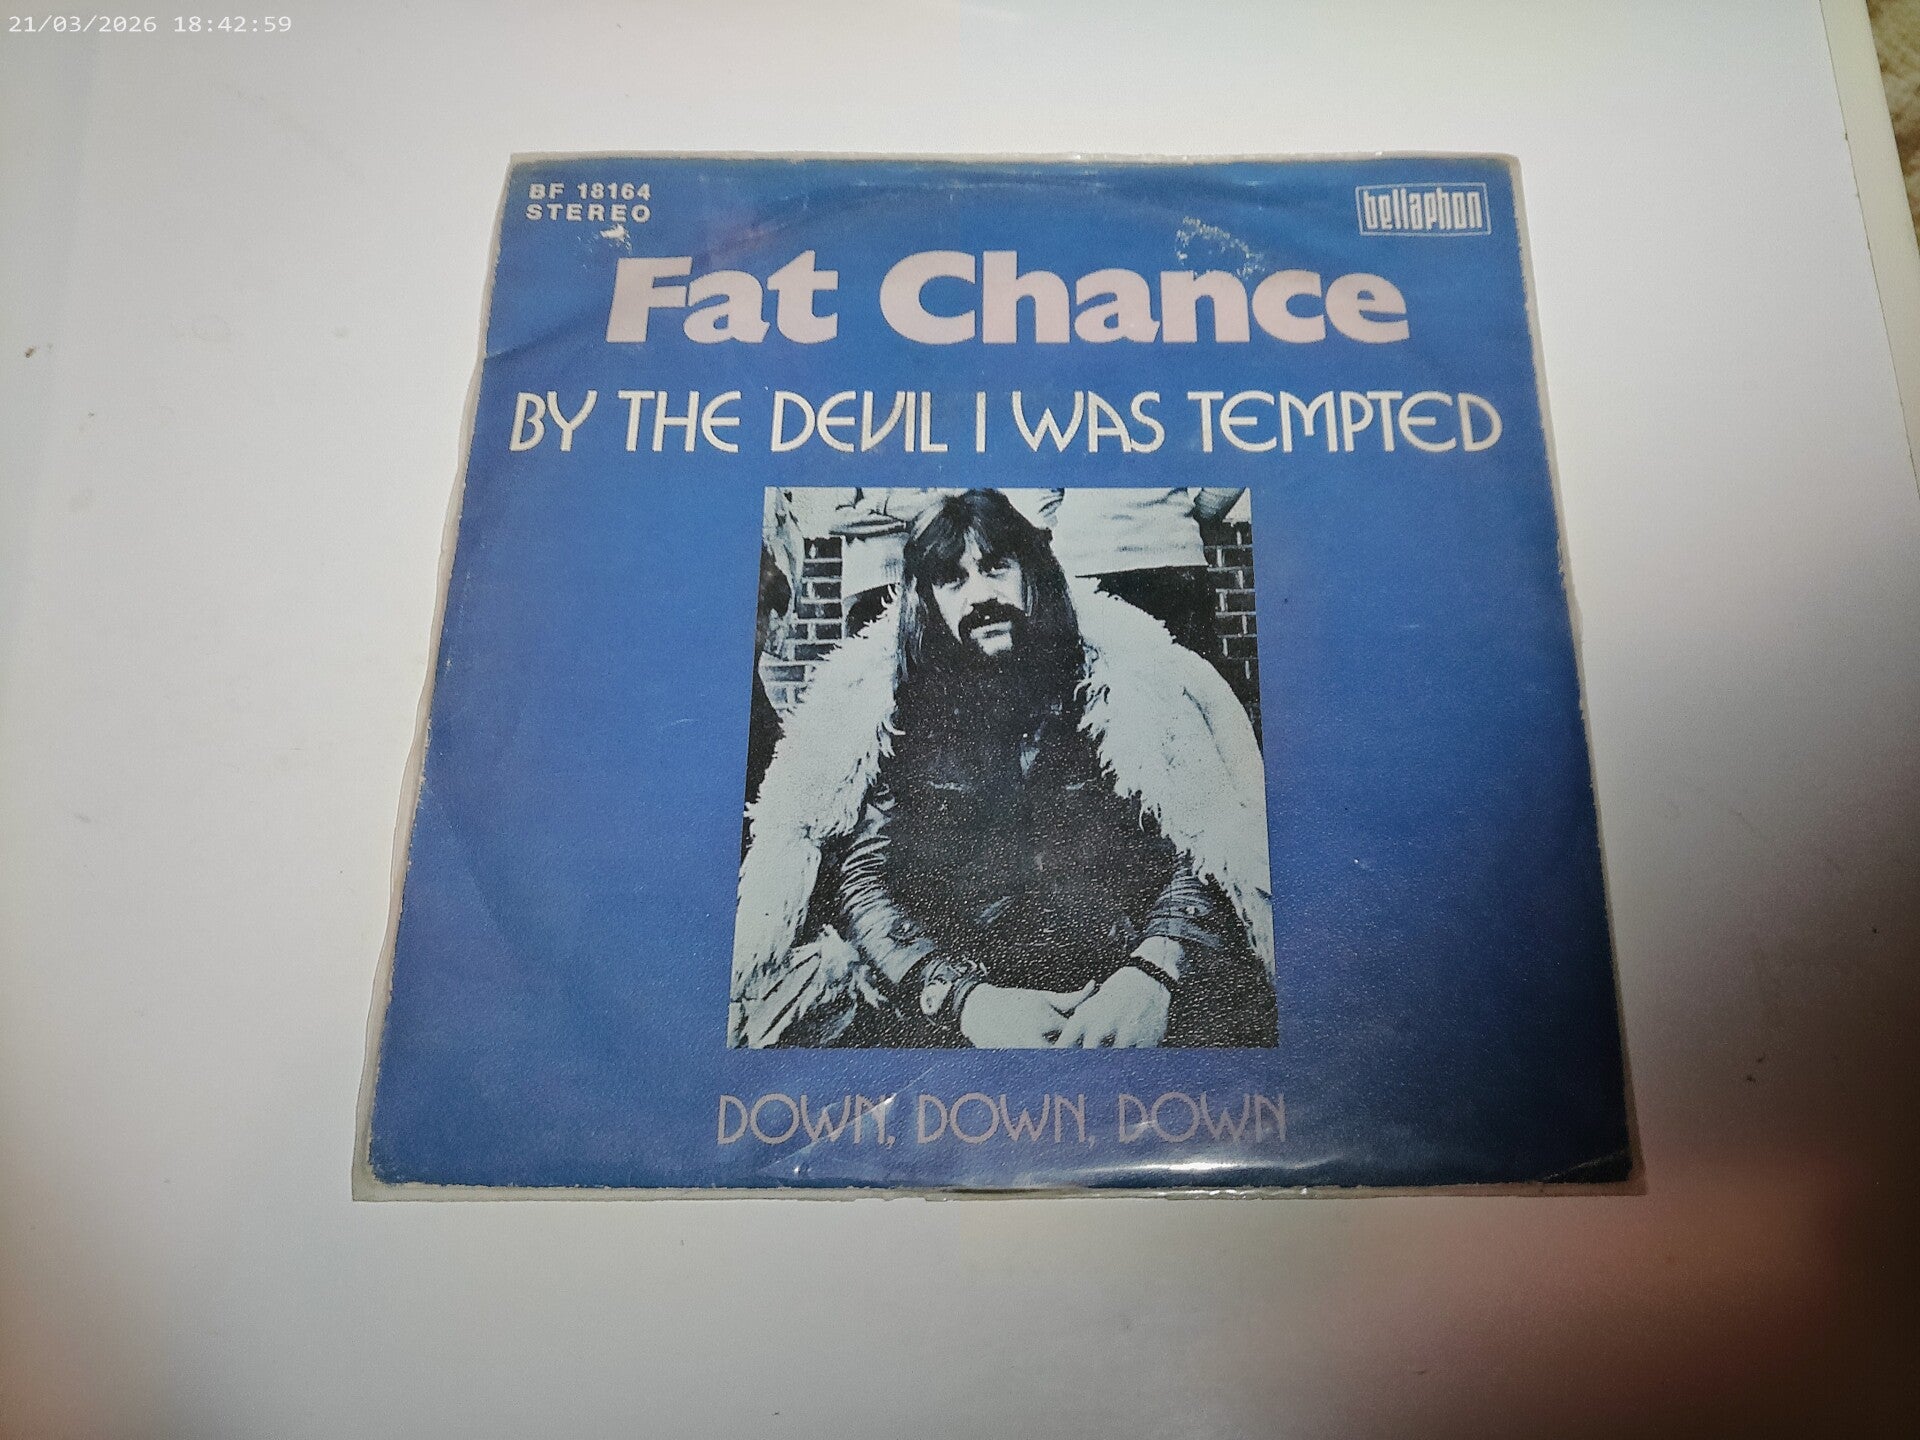 21/03/2026 18:42:59
BF 18164
STEREO
bellaphon
Fat Chance
BY THE DEVIL I WAS TEMPTED
DOWN, DOWN, DOWN